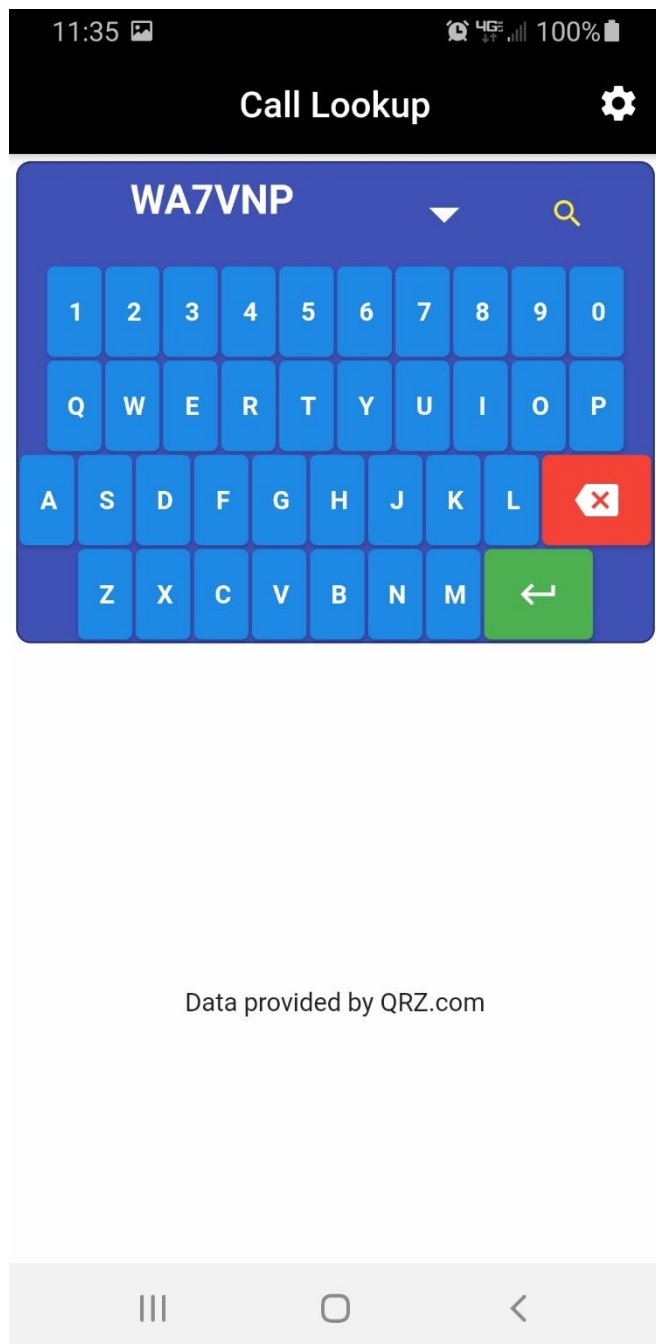 11:35 4G 100%
Call Lookup
WA7VNP
1 2 3 4 5 6 7 8 9 0
Q W E R T Y U I O P
A S D F G H J K L
Z X C V B N M
Data provided by QRZ.com